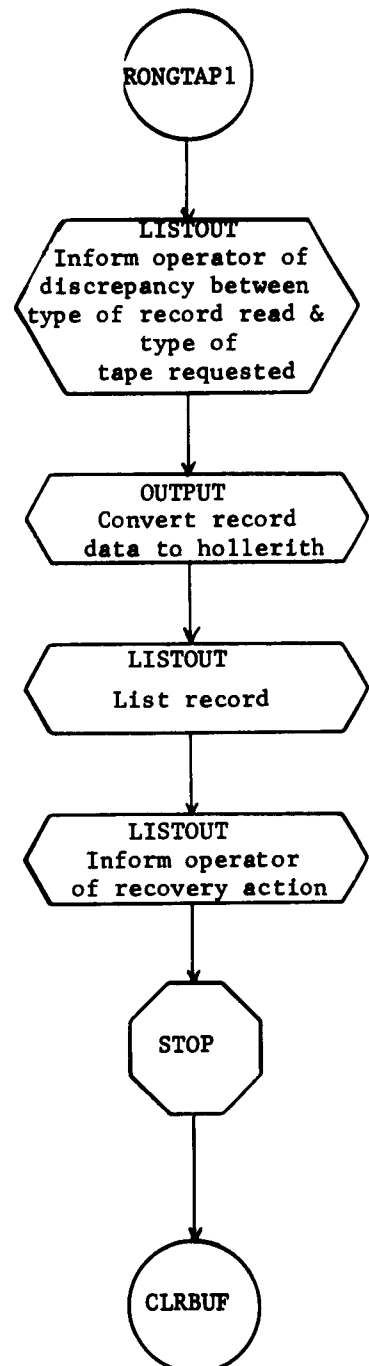 RONGTAP1
LISTOUT
Inform operator of
discrepancy between
type of record read &
type of
tape requested
OUTPUT
Convert record
data to hollerith
LISTOUT
List record
LISTOUT
Inform operator
of recovery action
STOP
CLRBUF